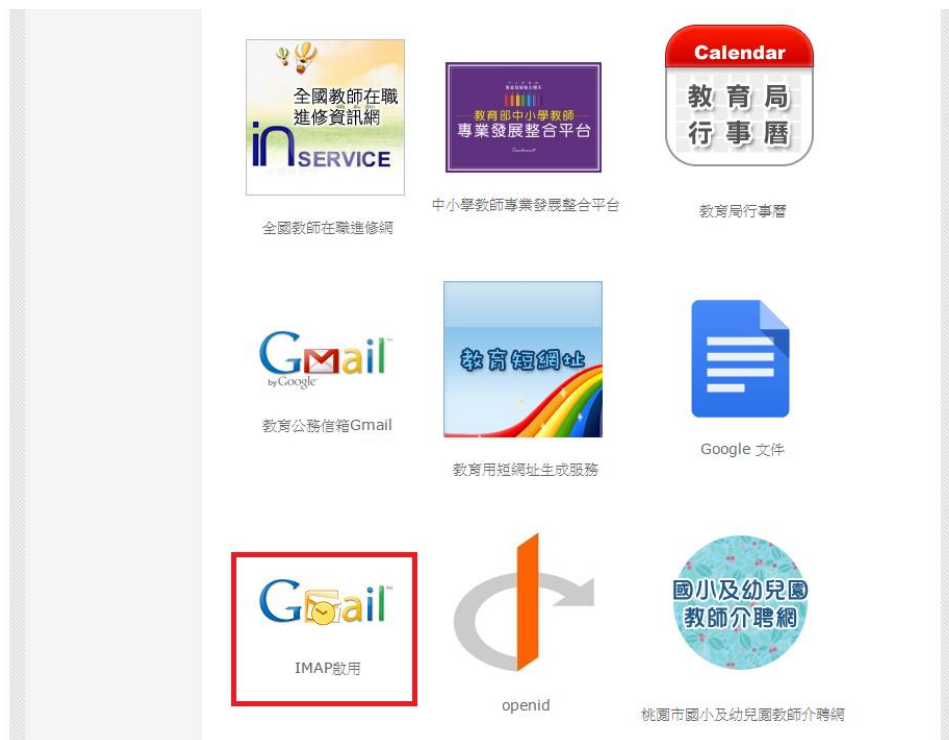 全國教師在職
進修資訊網
inSERVICE
全國教師在職進修網
教育部中小學教師
專業發展整合平台
中小學教師專業發展整合平台
Calendar
教育局
行事曆
教育局行事曆
Gmail
by Google
教育公務信箱Gmail
教育短網址
教育用短網址生成服務
Google 文件
Gmail
IMAP啟用
openid
國小及幼兒園
教師介聘網
桃園市國小及幼兒園教師介聘網